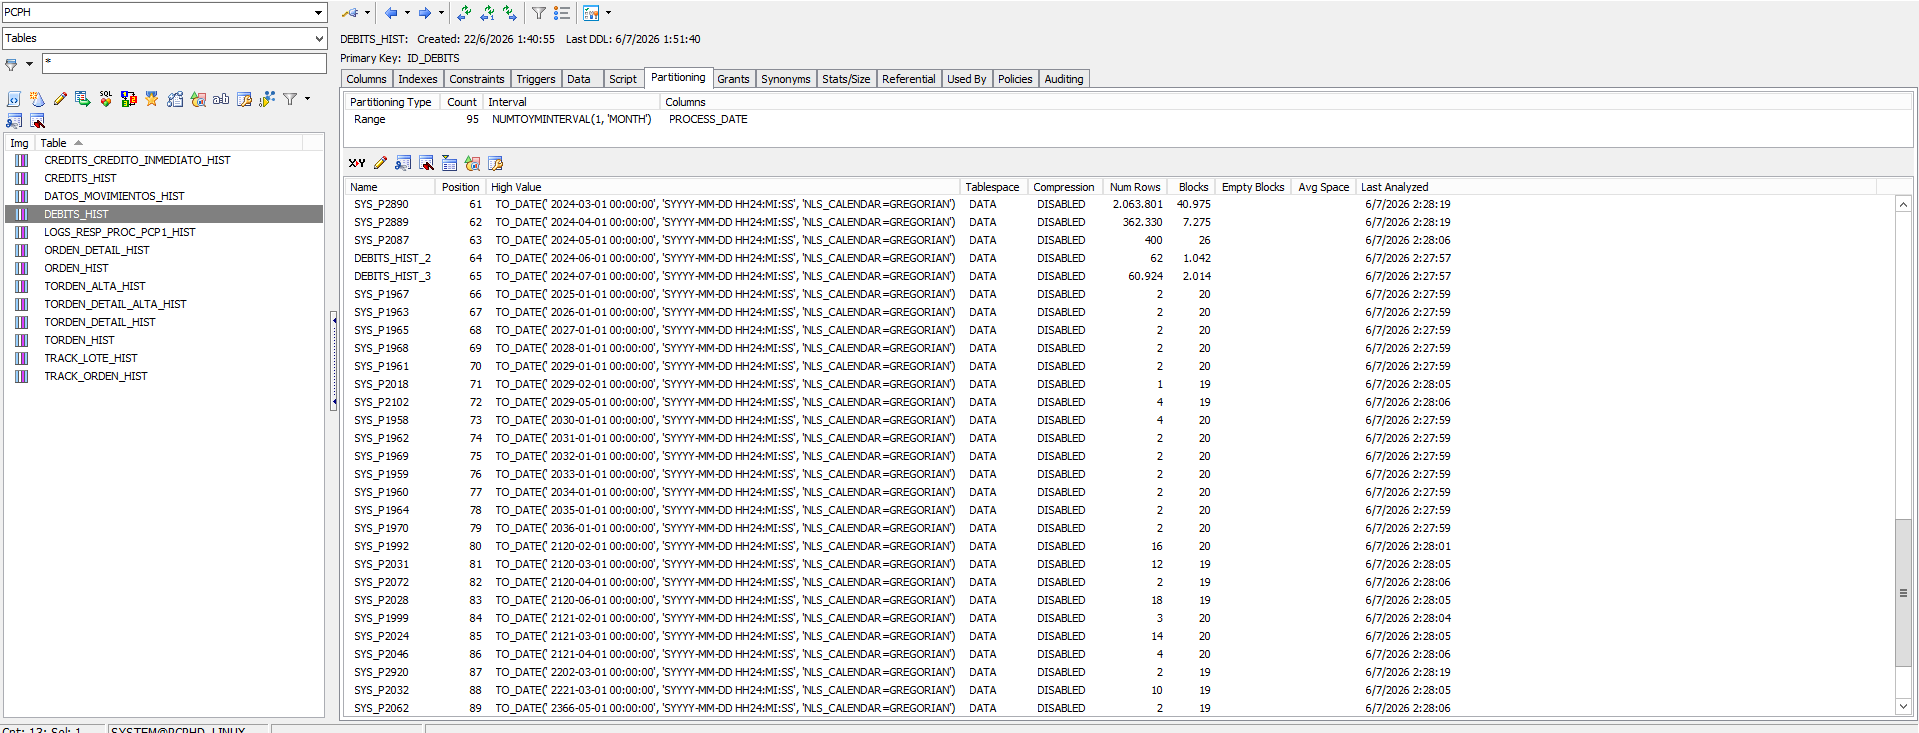 PCPH
Tables
*
Img Table
CREDITS_CREDITO_INMEDIATO_HIST
CREDITS_HIST
DATOS_MOVIMIENTOS_HIST
DEBITS_HIST
LOGS_RESP_PROC_PCP1_HIST
ORDEN_DETAIL_HIST
ORDEN_HIST
TORDEN_ALTA_HIST
TORDEN_DETAIL_ALTA_HIST
TORDEN_DETAIL_HIST
TORDEN_HIST
TRACK_LOTE_HIST
TRACK_ORDEN_HIST
DEBITS_HIST: Created: 22/6/2026 1:40:55 Last DDL: 6/7/2026 1:51:40
Primary Key: ID_DEBITS
Columns Indexes Constraints Triggers Data Script Partitioning Grants Synonyms Stats/Size Referential Used By Policies Auditing
Partitioning Type Count Interval Columns
Range 95 NUMTOYMINTERVAL(1, 'MONTH') PROCESS_DATE
Name Position High Value Tablespace Compression Num Rows Blocks Empty Blocks Avg Space Last Analyzed
SYS_P2890 61 TO_DATE(' 2024-03-01 00:00:00', 'SYYYY-MM-DD HH24:MI:SS', 'NLS_CALENDAR=GREGORIAN') DATA DISABLED 2.063.801 40.975 6/7/2026 2:28:19
SYS_P2889 62 TO_DATE(' 2024-04-01 00:00:00', 'SYYYY-MM-DD HH24:MI:SS', 'NLS_CALENDAR=GREGORIAN') DATA DISABLED 362.330 7.275 6/7/2026 2:28:19
SYS_P2087 63 TO_DATE(' 2024-05-01 00:00:00', 'SYYYY-MM-DD HH24:MI:SS', 'NLS_CALENDAR=GREGORIAN') DATA DISABLED 400 26 6/7/2026 2:28:06
DEBITS_HIST_2 64 TO_DATE(' 2024-06-01 00:00:00', 'SYYYY-MM-DD HH24:MI:SS', 'NLS_CALENDAR=GREGORIAN') DATA DISABLED 62 1.042 6/7/2026 2:27:57
DEBITS_HIST_3 65 TO_DATE(' 2024-07-01 00:00:00', 'SYYYY-MM-DD HH24:MI:SS', 'NLS_CALENDAR=GREGORIAN') DATA DISABLED 60.924 2.014 6/7/2026 2:27:57
SYS_P1967 66 TO_DATE(' 2025-01-01 00:00:00', 'SYYYY-MM-DD HH24:MI:SS', 'NLS_CALENDAR=GREGORIAN') DATA DISABLED 2 20 6/7/2026 2:27:59
SYS_P1963 67 TO_DATE(' 2026-01-01 00:00:00', 'SYYYY-MM-DD HH24:MI:SS', 'NLS_CALENDAR=GREGORIAN') DATA DISABLED 2 20 6/7/2026 2:27:59
SYS_P1965 68 TO_DATE(' 2027-01-01 00:00:00', 'SYYYY-MM-DD HH24:MI:SS', 'NLS_CALENDAR=GREGORIAN') DATA DISABLED 2 20 6/7/2026 2:27:59
SYS_P1968 69 TO_DATE(' 2028-01-01 00:00:00', 'SYYYY-MM-DD HH24:MI:SS', 'NLS_CALENDAR=GREGORIAN') DATA DISABLED 2 20 6/7/2026 2:27:59
SYS_P1961 70 TO_DATE(' 2029-01-01 00:00:00', 'SYYYY-MM-DD HH24:MI:SS', 'NLS_CALENDAR=GREGORIAN') DATA DISABLED 2 20 6/7/2026 2:27:59
SYS_P2018 71 TO_DATE(' 2029-02-01 00:00:00', 'SYYYY-MM-DD HH24:MI:SS', 'NLS_CALENDAR=GREGORIAN') DATA DISABLED 1 19 6/7/2026 2:28:05
SYS_P2102 72 TO_DATE(' 2029-05-01 00:00:00', 'SYYYY-MM-DD HH24:MI:SS', 'NLS_CALENDAR=GREGORIAN') DATA DISABLED 4 19 6/7/2026 2:28:06
SYS_P1958 73 TO_DATE(' 2030-01-01 00:00:00', 'SYYYY-MM-DD HH24:MI:SS', 'NLS_CALENDAR=GREGORIAN') DATA DISABLED 4 20 6/7/2026 2:27:59
SYS_P1962 74 TO_DATE(' 2031-01-01 00:00:00', 'SYYYY-MM-DD HH24:MI:SS', 'NLS_CALENDAR=GREGORIAN') DATA DISABLED 2 20 6/7/2026 2:27:59
SYS_P1969 75 TO_DATE(' 2032-01-01 00:00:00', 'SYYYY-MM-DD HH24:MI:SS', 'NLS_CALENDAR=GREGORIAN') DATA DISABLED 2 20 6/7/2026 2:27:59
SYS_P1959 76 TO_DATE(' 2033-01-01 00:00:00', 'SYYYY-MM-DD HH24:MI:SS', 'NLS_CALENDAR=GREGORIAN') DATA DISABLED 2 20 6/7/2026 2:27:59
SYS_P1960 77 TO_DATE(' 2034-01-01 00:00:00', 'SYYYY-MM-DD HH24:MI:SS', 'NLS_CALENDAR=GREGORIAN') DATA DISABLED 2 20 6/7/2026 2:27:59
SYS_P1964 78 TO_DATE(' 2035-01-01 00:00:00', 'SYYYY-MM-DD HH24:MI:SS', 'NLS_CALENDAR=GREGORIAN') DATA DISABLED 2 20 6/7/2026 2:27:59
SYS_P1970 79 TO_DATE(' 2036-01-01 00:00:00', 'SYYYY-MM-DD HH24:MI:SS', 'NLS_CALENDAR=GREGORIAN') DATA DISABLED 2 20 6/7/2026 2:27:59
SYS_P1992 80 TO_DATE(' 2120-02-01 00:00:00', 'SYYYY-MM-DD HH24:MI:SS', 'NLS_CALENDAR=GREGORIAN') DATA DISABLED 16 20 6/7/2026 2:28:01
SYS_P2031 81 TO_DATE(' 2120-03-01 00:00:00', 'SYYYY-MM-DD HH24:MI:SS', 'NLS_CALENDAR=GREGORIAN') DATA DISABLED 12 19 6/7/2026 2:28:05
SYS_P2072 82 TO_DATE(' 2120-04-01 00:00:00', 'SYYYY-MM-DD HH24:MI:SS', 'NLS_CALENDAR=GREGORIAN') DATA DISABLED 2 19 6/7/2026 2:28:06
SYS_P2028 83 TO_DATE(' 2120-06-01 00:00:00', 'SYYYY-MM-DD HH24:MI:SS', 'NLS_CALENDAR=GREGORIAN') DATA DISABLED 18 19 6/7/2026 2:28:05
SYS_P1999 84 TO_DATE(' 2121-02-01 00:00:00', 'SYYYY-MM-DD HH24:MI:SS', 'NLS_CALENDAR=GREGORIAN') DATA DISABLED 3 20 6/7/2026 2:28:04
SYS_P2024 85 TO_DATE(' 2121-03-01 00:00:00', 'SYYYY-MM-DD HH24:MI:SS', 'NLS_CALENDAR=GREGORIAN') DATA DISABLED 14 20 6/7/2026 2:28:05
SYS_P2046 86 TO_DATE(' 2121-04-01 00:00:00', 'SYYYY-MM-DD HH24:MI:SS', 'NLS_CALENDAR=GREGORIAN') DATA DISABLED 4 20 6/7/2026 2:28:06
SYS_P2920 87 TO_DATE(' 2202-03-01 00:00:00', 'SYYYY-MM-DD HH24:MI:SS', 'NLS_CALENDAR=GREGORIAN') DATA DISABLED 2 19 6/7/2026 2:28:19
SYS_P2032 88 TO_DATE(' 2221-03-01 00:00:00', 'SYYYY-MM-DD HH24:MI:SS', 'NLS_CALENDAR=GREGORIAN') DATA DISABLED 10 19 6/7/2026 2:28:05
SYS_P2062 89 TO_DATE(' 2366-05-01 00:00:00', 'SYYYY-MM-DD HH24:MI:SS', 'NLS_CALENDAR=GREGORIAN') DATA DISABLED 2 19 6/7/2026 2:28:06
Cnt: 13; Sel: 1 SYSTEM@PCPHD_LINUX